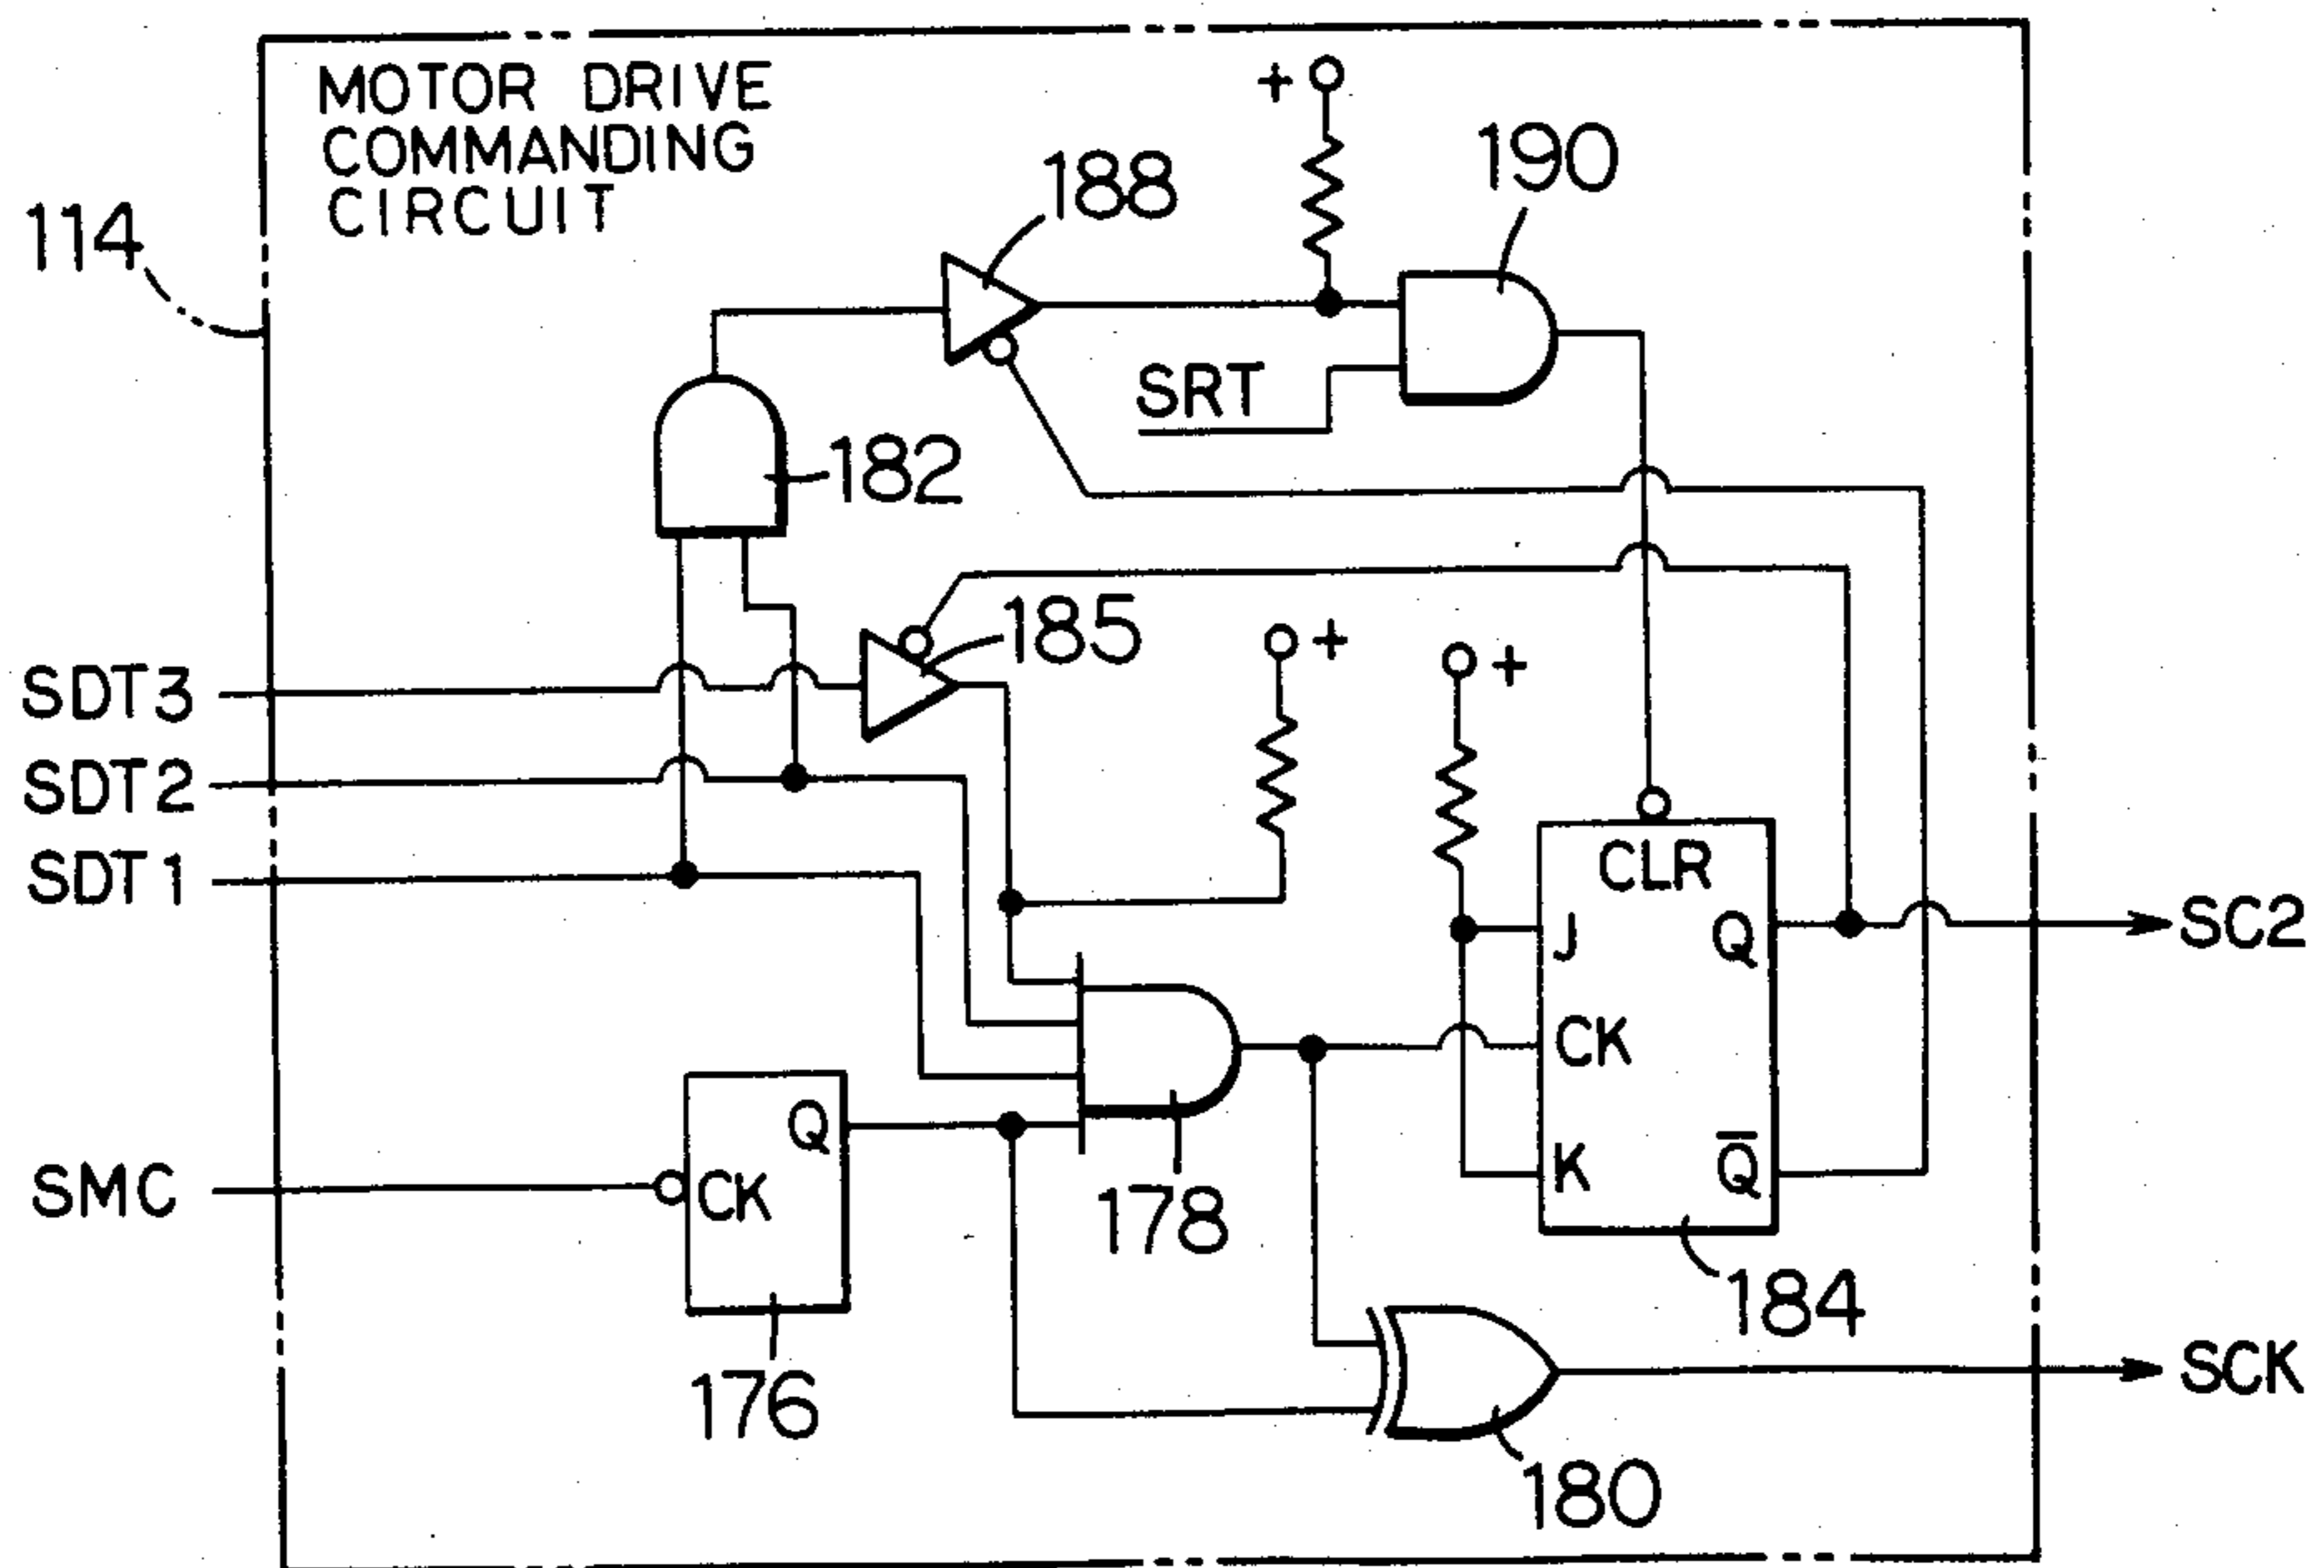 MOTOR DRIVE
COMMANDING
CIRCUIT
114
188
+
190
SRT
182
185
+
+
SDT3
SDT2
SDT1
SMC
CLR
J
Q
CK
K
Q̅
SC2
Q
CK
176
178
184
SCK
180